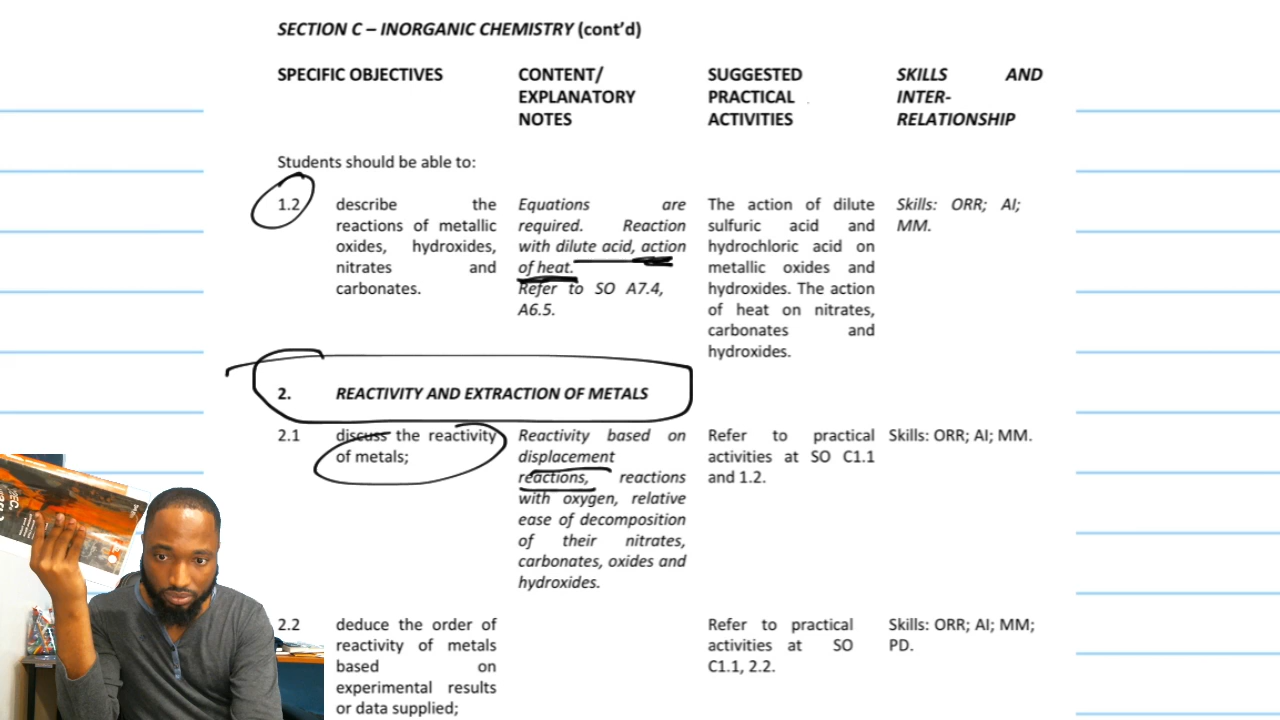 SECTION C – INORGANIC CHEMISTRY (cont'd)
SPECIFIC OBJECTIVES
CONTENT/
EXPLANATORY
NOTES
SUGGESTED
PRACTICAL
ACTIVITIES
SKILLS AND
INTER-
RELATIONSHIP
Students should be able to:
1.2
describe the
reactions of metallic
oxides, hydroxides,
nitrates and
carbonates.
Equations are
required. Reaction
with dilute acid, action
of heat.
Refer to SO A7.4,
A6.5.
The action of dilute
sulfuric acid and
hydrochloric acid on
metallic oxides and
hydroxides. The action
of heat on nitrates,
carbonates and
hydroxides.
Skills: ORR; AI;
MM.
2. REACTIVITY AND EXTRACTION OF METALS
2.1
discuss the reactivity
of metals;
Reactivity based on
displacement
reactions, reactions
with oxygen, relative
ease of decomposition
of their nitrates,
carbonates, oxides and
hydroxides.
Refer to practical
activities at SO C1.1
and 1.2.
Skills: ORR; AI; MM.
2.2
deduce the order of
reactivity of metals
based on
experimental results
or data supplied;
Refer to practical
activities at SO
C1.1, 2.2.
Skills: ORR; AI; MM;
PD.